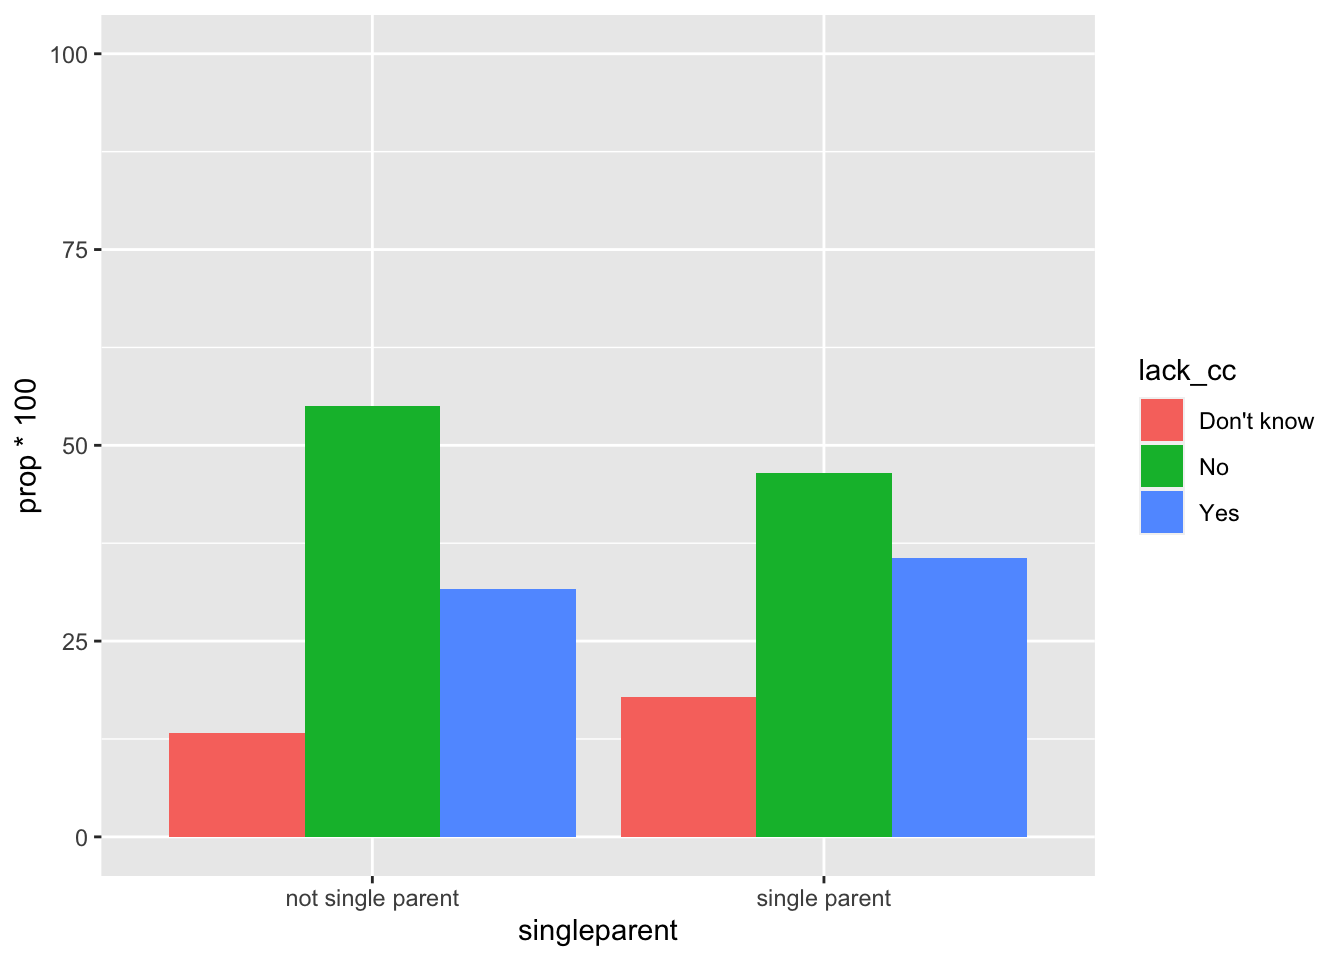 100
75
50
25
0
prop * 100
not single parent
single parent
singleparent
lack_cc
Don't know
No
Yes